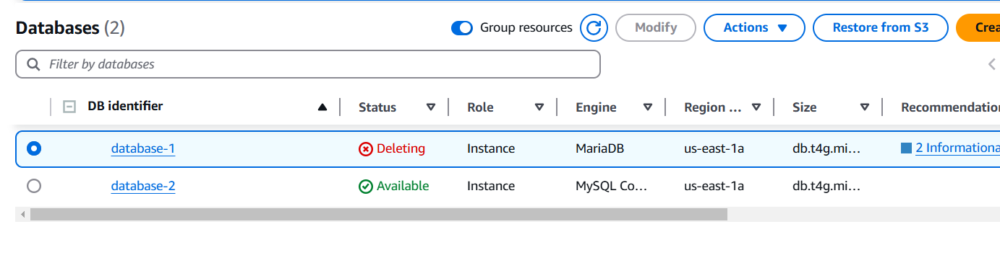 Databases (2)
Group resources
Modify
Actions
Restore from S3
Crea
Filter by databases
DB identifier Status Role Engine Region ... Size Recommendation
database-1 Deleting Instance MariaDB us-east-1a db.t4g.mi... 2 Informationa
database-2 Available Instance MySQL Co... us-east-1a db.t4g.mi...